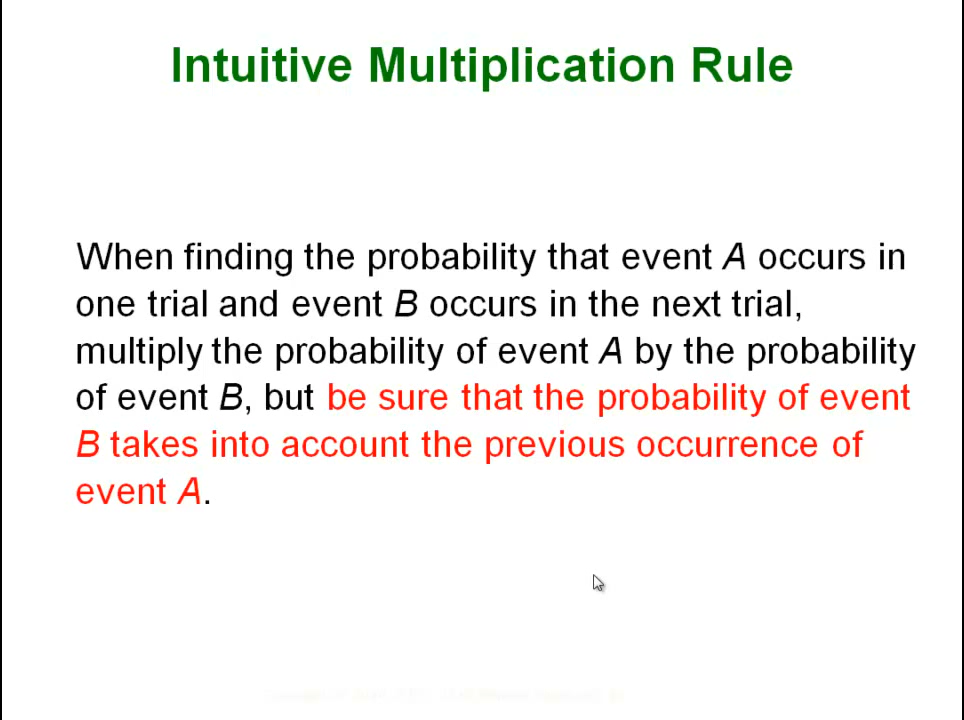 Intuitive Multiplication Rule
When finding the probability that event A occurs in
one trial and event B occurs in the next trial,
multiply the probability of event A by the probability
of event B, but be sure that the probability of event
B takes into account the previous occurrence of
event A.